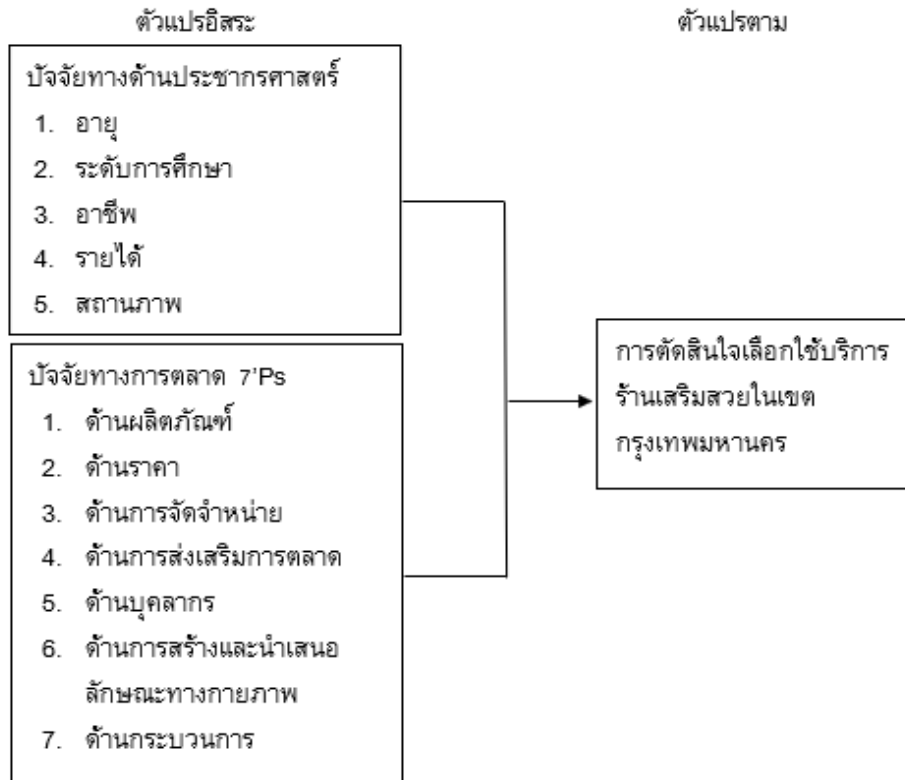 ตัวแปรอิสระ
ตัวแปรตาม
ปัจจัยทางด้านประชากรศาสตร์
1. อายุ
2. ระดับการศึกษา
3. อาชีพ
4. รายได้
5. สถานภาพ
ปัจจัยทางการตลาด 7'Ps
1. ด้านผลิตภัณฑ์
2. ด้านราคา
3. ด้านการจัดจำหน่าย
4. ด้านการส่งเสริมการตลาด
5. ด้านบุคลากร
6. ด้านการสร้างและนำเสนอ
ลักษณะทางกายภาพ
7. ด้านกระบวนการ
การตัดสินใจเลือกใช้บริการ
ร้านเสริมสวยในเขต
กรุงเทพมหานคร